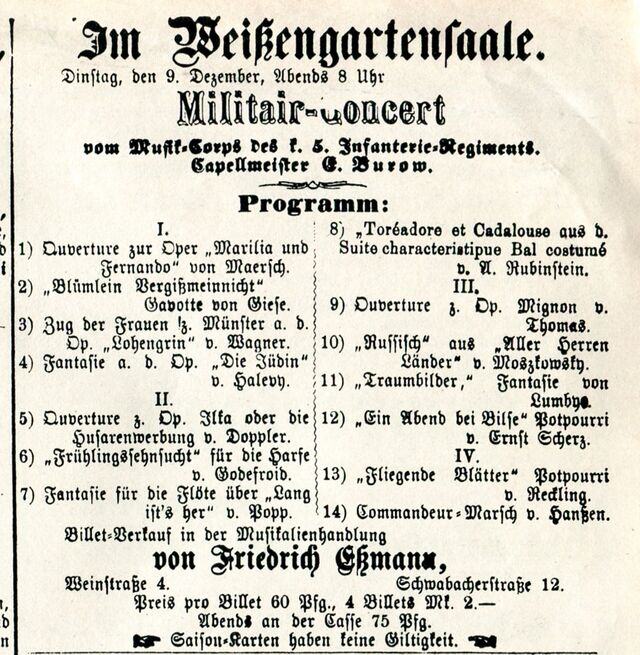 Im Weißengartensaale.
Dinstag, den 9. Dezember, Abends 8 Uhr
Militair-Concert
vom Musik-Corps des k. 5. Infanterie-Regiments.
Capellmeister E. Burow.
Programm:
I.
1) Ouverture zur Oper „Marilia und
Fernando" von Maersch.
2) „Blümlein Vergißmeinnicht"
Gavotte von Giese.
3) Zug der Frauen z. Münster a. d.
Op. „Lohengrin" v. Wagner.
4) Fantasie a. d. Op. „Die Jüdin"
v. Halevy.
II.
5) Ouverture z. Op. Ilka oder die
Husarenwerbung v. Doppler.
6) „Frühlingssehnsucht" für die Harfe
v. Godefroid.
7) Fantasie für die Flöte über „Lang
ist's her" v. Popp.
8) „Toréadore et Cadalouse aus d.
Suite characteristipue Bal costumé
v. A. Rubinstein.
III.
9) Ouverture z. Op. Mignon v.
Thomas.
10) „Russisch" aus „Aller Herren
Länder" v. Moszkowsky.
11) „Traumbilder," Fantasie von
Lumbye.
12) „Ein Abend bei Bilse" Potpourri
v. Ernst Scherz.
IV.
13) „Fliegende Blätter" Potpourri
v. Reckling.
14) Commandeur-Marsch v. Hanßen.
Billet-Verkauf in der Musikalienhandlung
von Friedrich Eßmann,
Weinstraße 4. Schwabacherstraße 12.
Preis pro Billet 60 Pfg., 4 Billets Mk. 2.—
Abends an der Casse 75 Pfg.
Saison-Karten haben keine Giltigkeit.